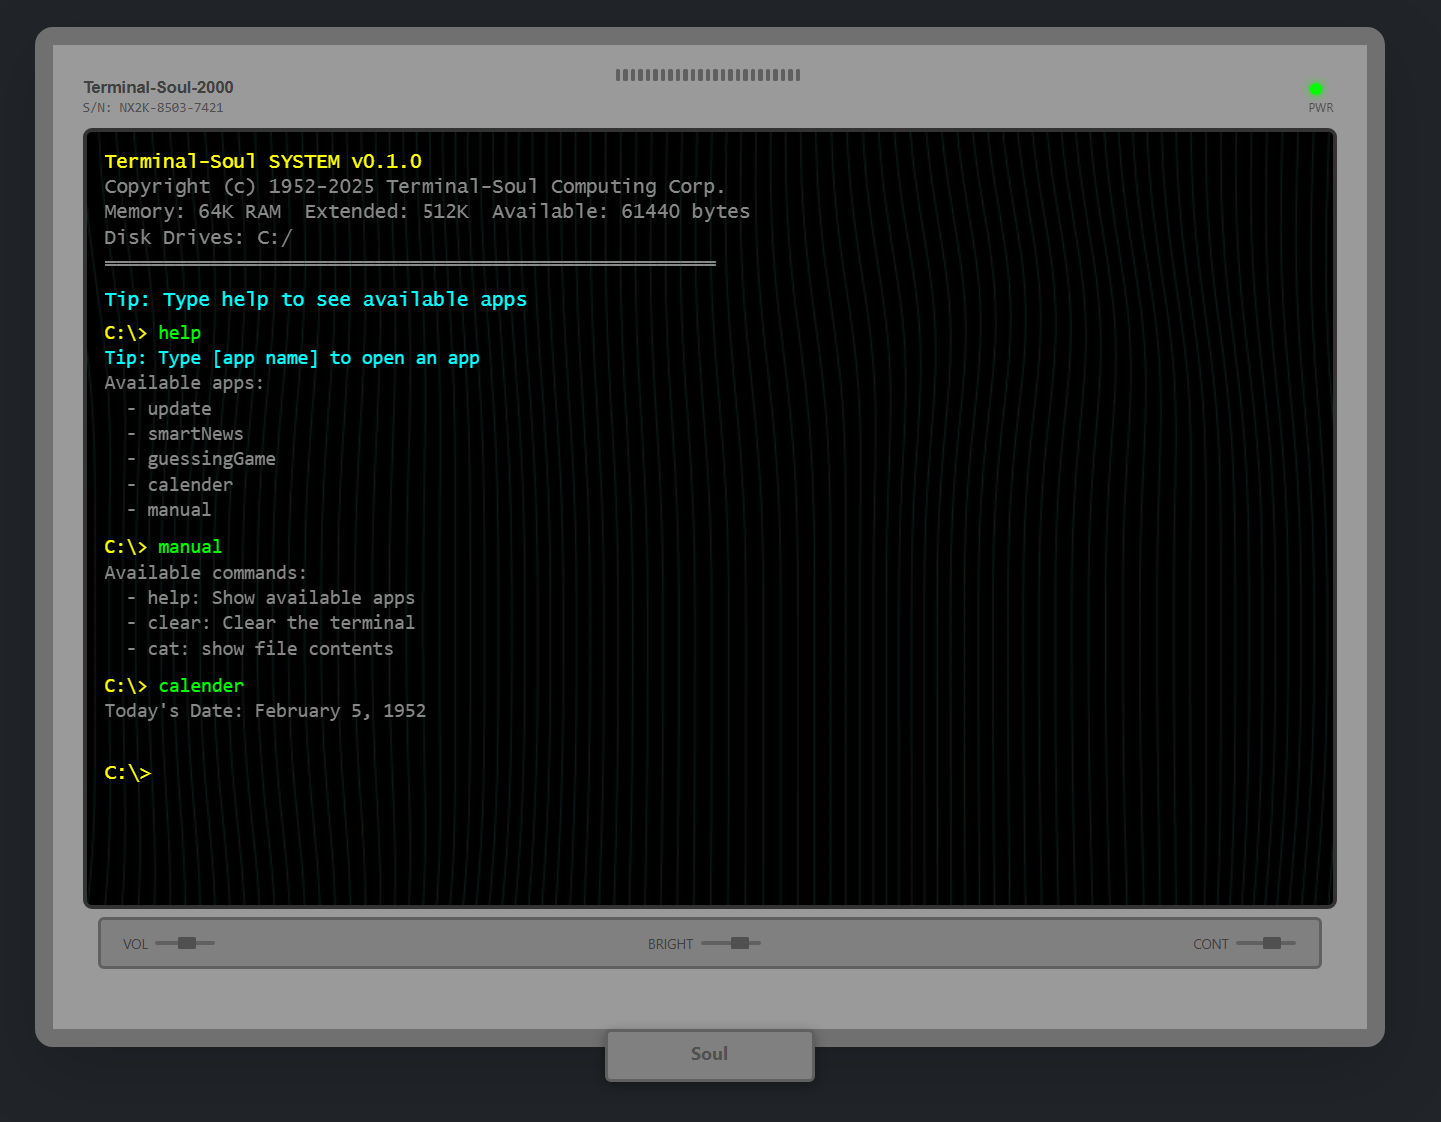 Terminal-Soul-2000
S/N: NX2K-8503-7421
PWR
Terminal-Soul SYSTEM v0.1.0
Copyright (c) 1952-2025 Terminal-Soul Computing Corp.
Memory: 64K RAM  Extended: 512K  Available: 61440 bytes
Disk Drives: C:/
Tip: Type help to see available apps
C:\> help
Tip: Type [app name] to open an app
Available apps:
  - update
  - smartNews
  - guessingGame
  - calender
  - manual
C:\> manual
Available commands:
  - help: Show available apps
  - clear: Clear the terminal
  - cat: show file contents
C:\> calender
Today's Date: February 5, 1952
C:\>
VOL
BRIGHT
CONT
Soul